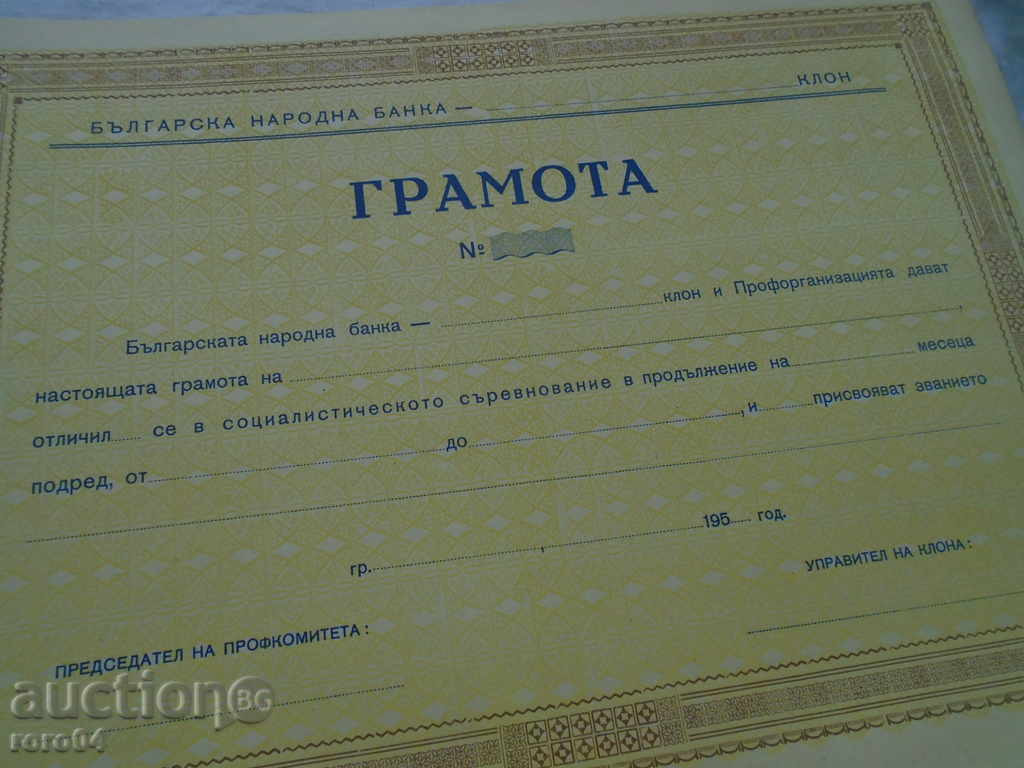 БЪЛГАРСКА НАРОДНА БАНКА — КЛОН
ГРАМОТА
№
Българската народна банка — клон и Профорганизацията дават
настоящата грамота на ,
отличил се в социалистическото съревнование в продължение на месеца
подред, от до , и присвояват званието
гр. , 195 год.
УПРАВИТЕЛ НА КЛОНА:
ПРЕДСЕДАТЕЛ НА ПРОФКОМИТЕТА:
auction BG
roro04